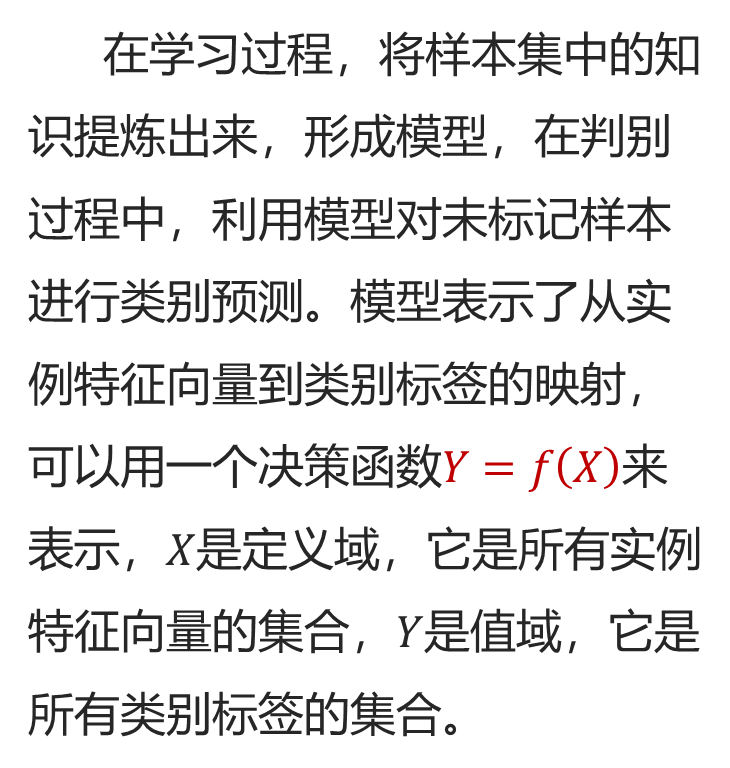 在学习过程，将样本集中的知
识提炼出来，形成模型，在判别
过程中，利用模型对未标记样本
进行类别预测。模型表示了从实
例特征向量到类别标签的映射，
可以用一个决策函数Y = f(X)来
表示，X是定义域，它是所有实例
特征向量的集合，Y是值域，它是
所有类别标签的集合。